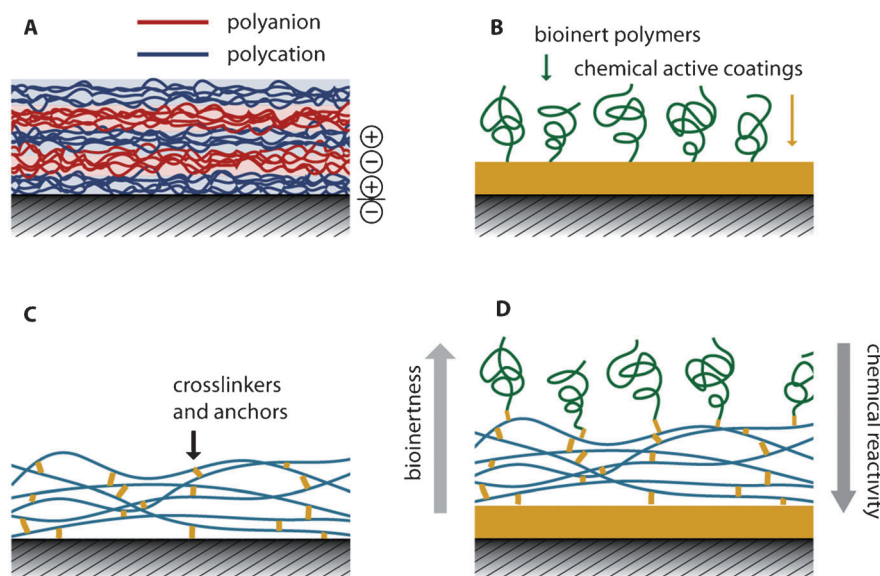 A
polyanion
polycation
+
−
+
−
B
bioinert polymers
chemical active coatings
C
crosslinkers
and anchors
D
bioinertness
chemical reactivity